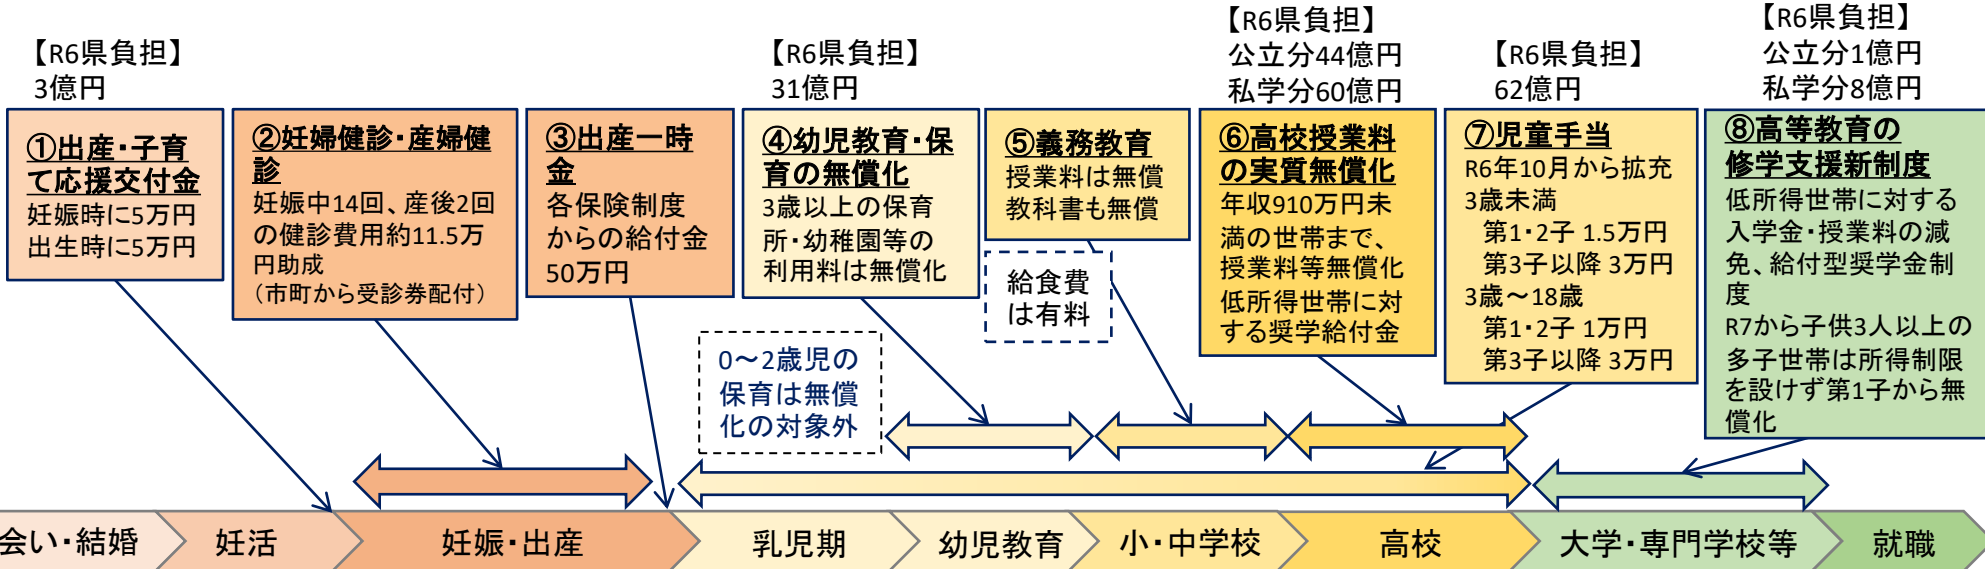 【R6県負担】
3億円
①出産・子育
て応援交付金
妊娠時に5万円
出生時に5万円
②妊婦健診・産婦健
診
妊娠中14回、産後2回
の健診費用約11.5万
円助成
（市町から受診券配付）
③出産一時
金
各保険制度
からの給付金
50万円
【R6県負担】
31億円
④幼児教育・保
育の無償化
3歳以上の保育
所・幼稚園等の
利用料は無償化
0～2歳児の
保育は無償
化の対象外
⑤義務教育
授業料は無償
教科書も無償
給食費
は有料
【R6県負担】
公立分44億円
私学分60億円
⑥高校授業料
の実質無償化
年収910万円未
満の世帯まで、
授業料等無償化
低所得世帯に対
する奨学給付金
【R6県負担】
62億円
⑦児童手当
R6年10月から拡充
3歳未満
第1・2子 1.5万円
第3子以降 3万円
3歳～18歳
第1・2子 1万円
第3子以降 3万円
【R6県負担】
公立分1億円
私学分8億円
⑧高等教育の
修学支援新制度
低所得世帯に対する
入学金・授業料の減
免、給付型奨学金制
度
R7から子供3人以上の
多子世帯は所得制限
を設けず第1子から無
償化
会い・結婚
妊活
妊娠・出産
乳児期
幼児教育
小・中学校
高校
大学・専門学校等
就職